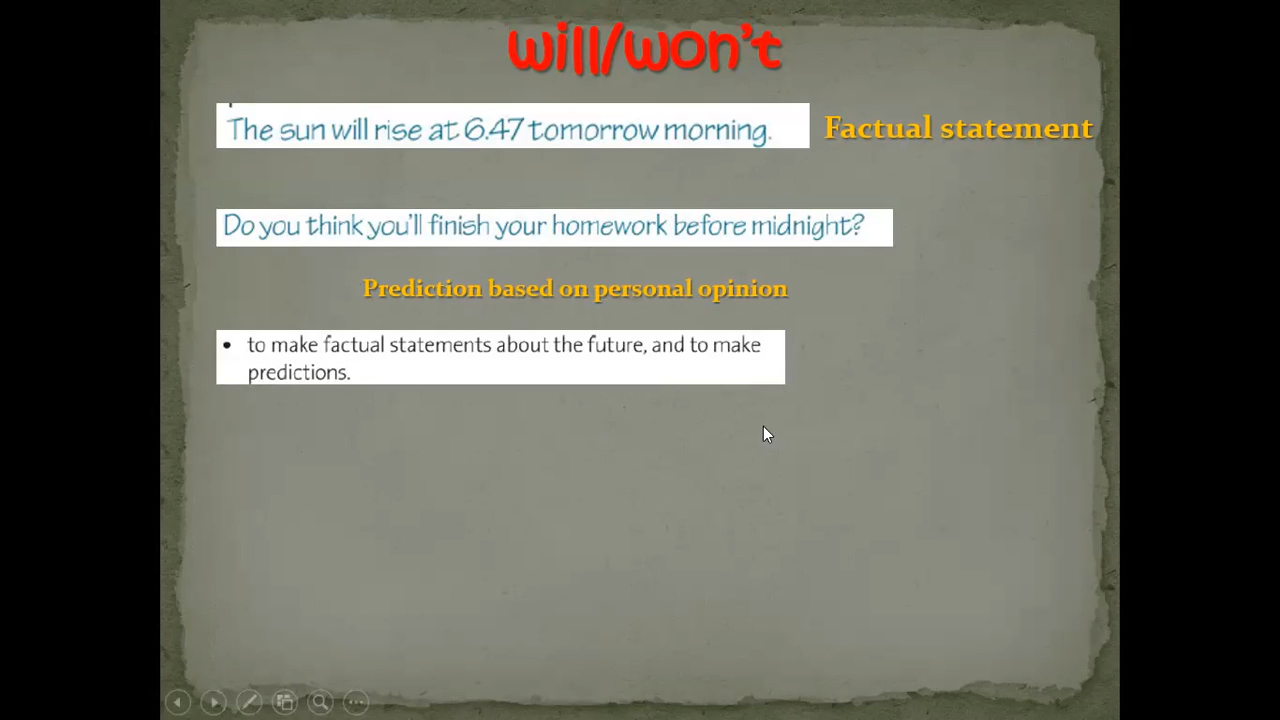 will/won't
The sun will rise at 6.47 tomorrow morning.
Factual statement
Do you think you'll finish your homework before midnight?
Prediction based on personal opinion
• to make factual statements about the future, and to make
predictions.